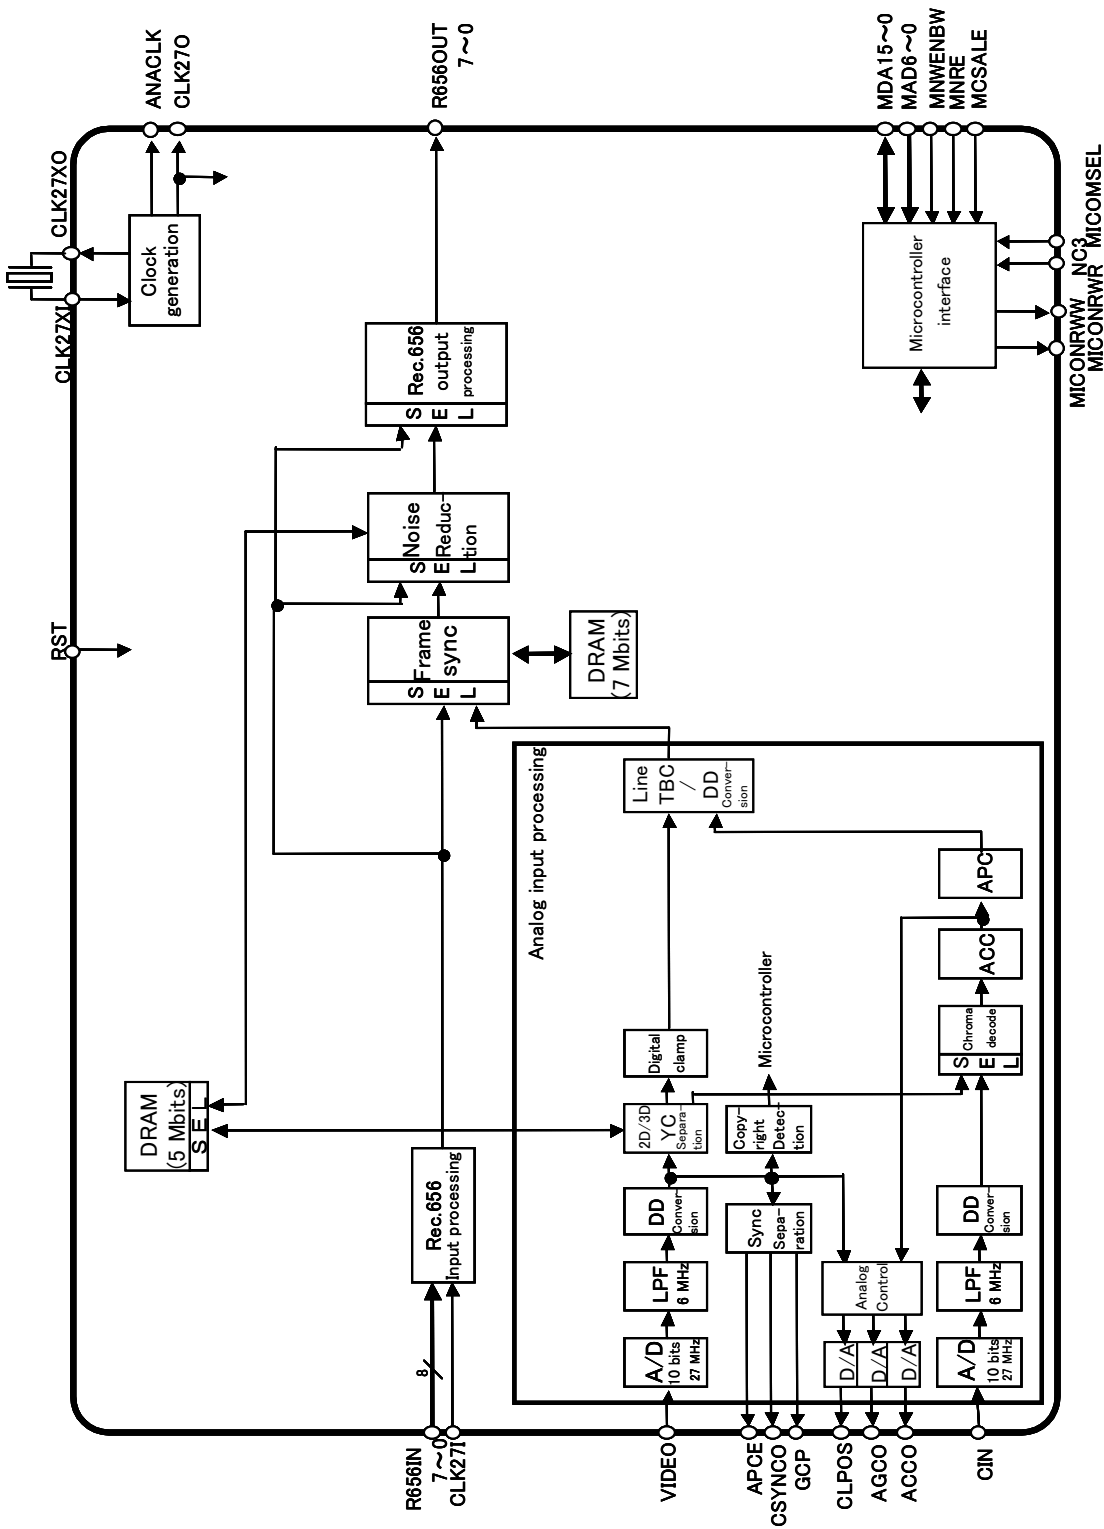 R656IN
7～0
CLK27I
8
VIDEO
APCE
CSYNCO
GCP
CLPOS
AGCO
ACCO
CIN
Rec.656
Input processing
DRAM
(5 Mbits)
SEL
RST
CLK27XI
CLK27XO
Clock
generation
ANACLK
CLK27O
SEL
Frame
sync
DRAM
(7 Mbits)
SEL
Noise
Reduc-
tion
SEL
Rec.656
output
processing
R656OUT
7～0
Analog input processing
A/D
10 bits
27 MHz
LPF
6 MHz
DD
Conver-
sion
2D/3D
YC
Separa-
tion
Digital
clamp
Line
TBC
/
DD
Conver-
sion
Sync
Sepa-
ration
Copy-
right
Detec-
tion
Microcontroller
D/A
D/A
D/A
Analog
Control
A/D
10 bits
27 MHz
LPF
6 MHz
DD
Conver-
sion
SEL
Chroma
decode
ACC
APC
Microcontroller
interface
MDA15～0
MAD6～0
MNWENBW
MNRE
MCSALE
MICONRWW
MICONRWR
NC3
MICOMSEL